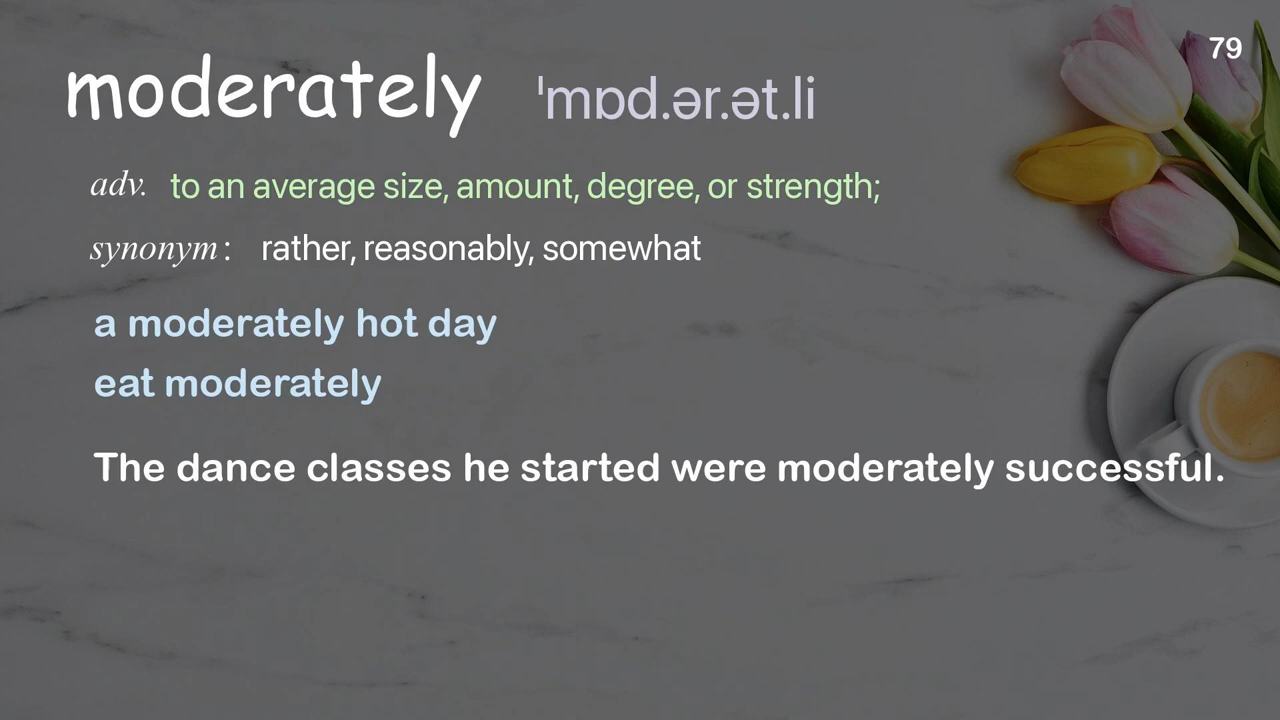 79
moderately ˈmɒd.ər.ət.li
adv. to an average size, amount, degree, or strength;
synonym: rather, reasonably, somewhat
a moderately hot day
eat moderately
The dance classes he started were moderately successful.